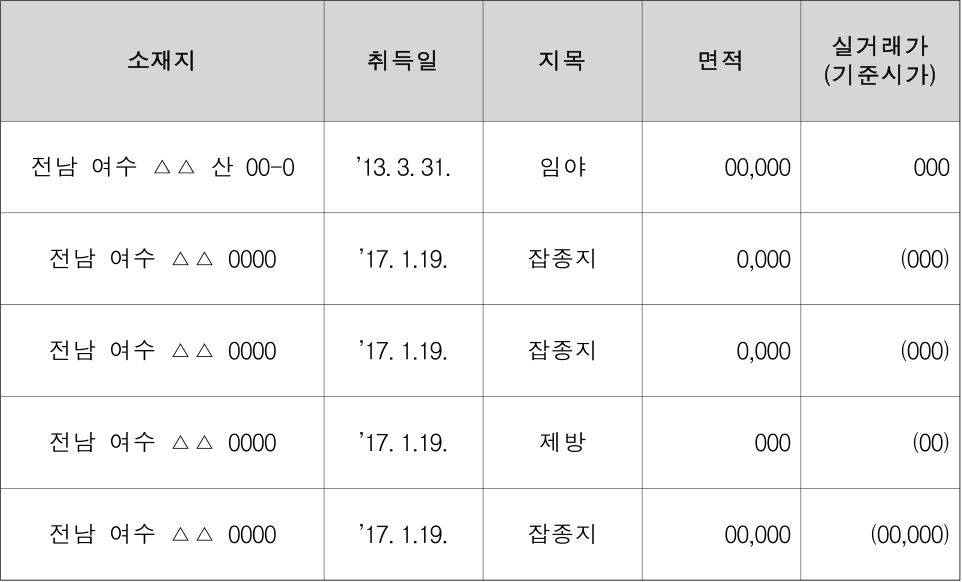 소재지 취득일 지목 면적 실거래가
(기준시가)
전남 여수 △△ 산 00-0 ’13. 3. 31. 임야 00,000 000
전남 여수 △△ 0000 ’17. 1.19. 잡종지 0,000 (000)
전남 여수 △△ 0000 ’17. 1.19. 잡종지 0,000 (000)
전남 여수 △△ 0000 ’17. 1.19. 제방 000 (00)
전남 여수 △△ 0000 ’17. 1.19. 잡종지 00,000 (00,000)